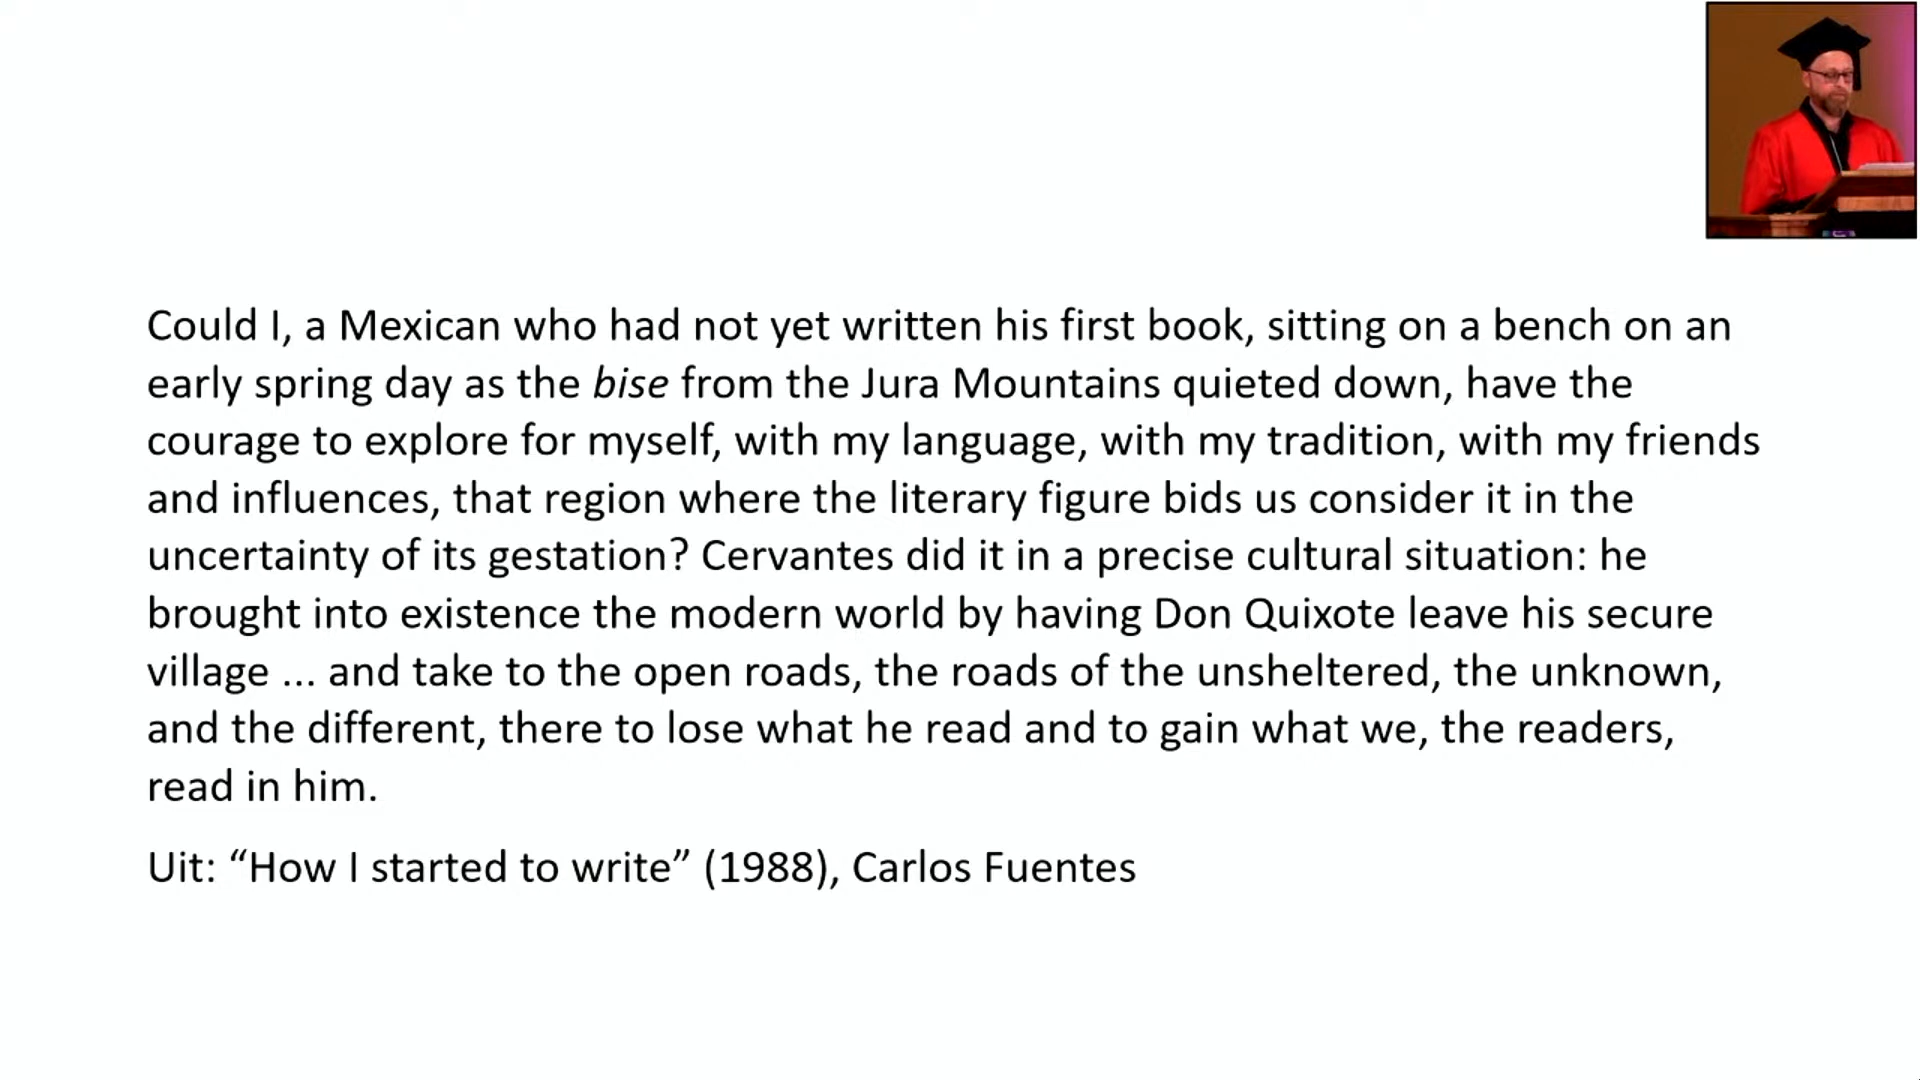 Could I, a Mexican who had not yet written his first book, sitting on a bench on an
early spring day as the bise from the Jura Mountains quieted down, have the
courage to explore for myself, with my language, with my tradition, with my friends
and influences, that region where the literary figure bids us consider it in the
uncertainty of its gestation? Cervantes did it in a precise cultural situation: he
brought into existence the modern world by having Don Quixote leave his secure
village ... and take to the open roads, the roads of the unsheltered, the unknown,
and the different, there to lose what he read and to gain what we, the readers,
read in him.
Uit: “How I started to write” (1988), Carlos Fuentes